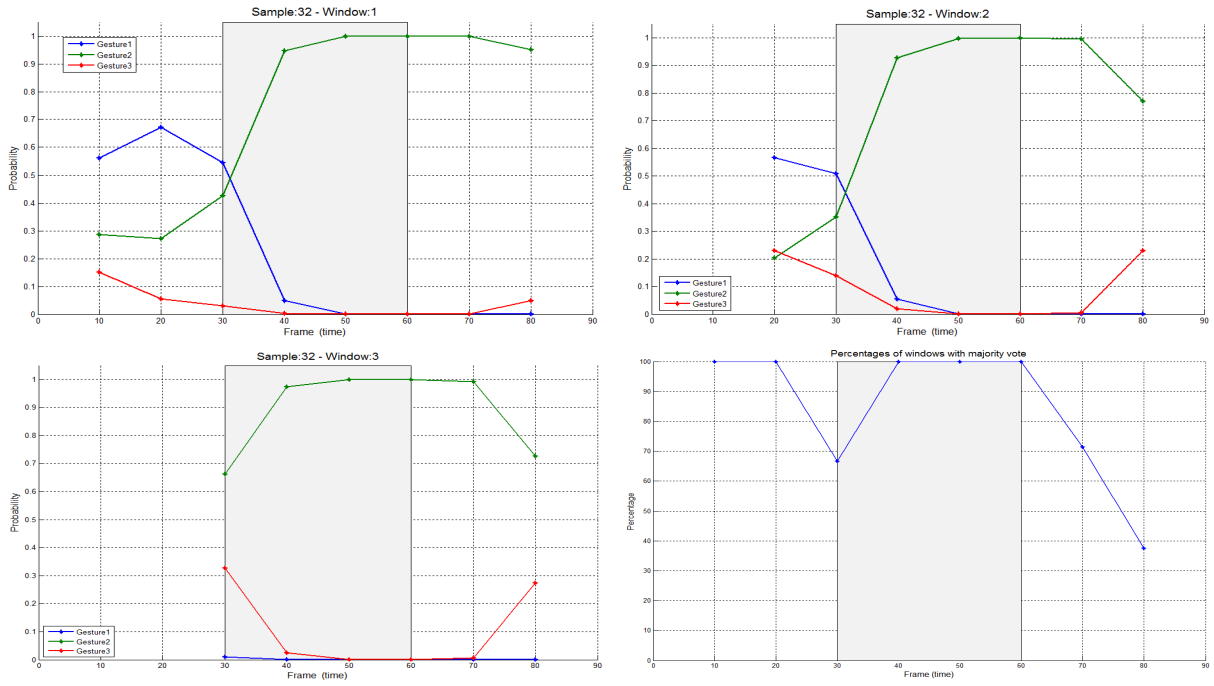 Sample:32 - Window:1
Probability
1
0.9
0.8
0.7
0.6
0.5
0.4
0.3
0.2
0.1
0
Gesture1
Gesture2
Gesture3
0 10 20 30 40 50 60 70 80 90
Frame (time)
Sample:32 - Window:2
Probability
1
0.9
0.8
0.7
0.6
0.5
0.4
0.3
0.2
0.1
0
Gesture1
Gesture2
Gesture3
0 10 20 30 40 50 60 70 80 90
Frame (time)
Sample:32 - Window:3
Probability
1
0.9
0.8
0.7
0.6
0.5
0.4
0.3
0.2
0.1
0
Gesture1
Gesture2
Gesture3
0 10 20 30 40 50 60 70 80 90
Frame (time)
Percentages of windows with majority vote
Percentage
100
90
80
70
60
50
40
30
20
10
0
0 10 20 30 40 50 60 70 80 90
Frame (time)